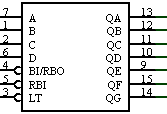 7 A QA 13
1 B QB 12
2 C QC 11
6 D QD 10
4 BI/RBO QE 9
5 RBI QF 15
3 LT QG 14